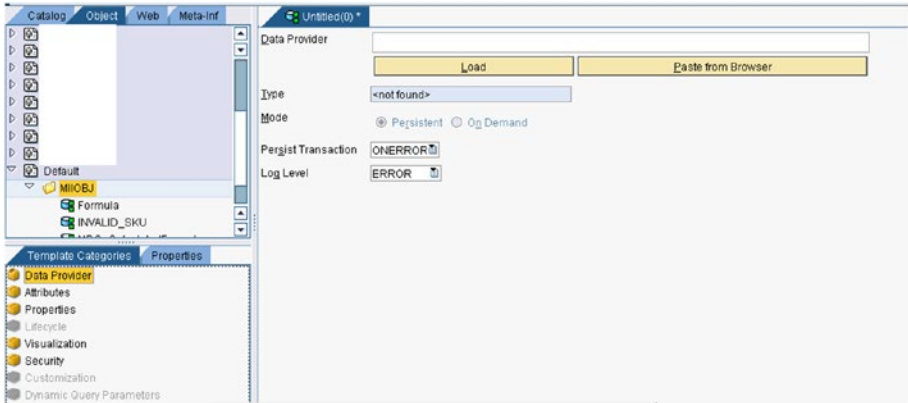 Catalog Object Web Meta-Inf
Default
MIIOBJ
Formula
INVALID_SKU
Template Categories Properties
Data Provider
Attributes
Properties
Lifecycle
Visualization
Security
Customization
Dynamic Query Parameters
Untitled(0) *
Data Provider
Load Paste from Browser
Type <not found>
Mode Persistent On Demand
Persist Transaction ONERROR
Log Level ERROR